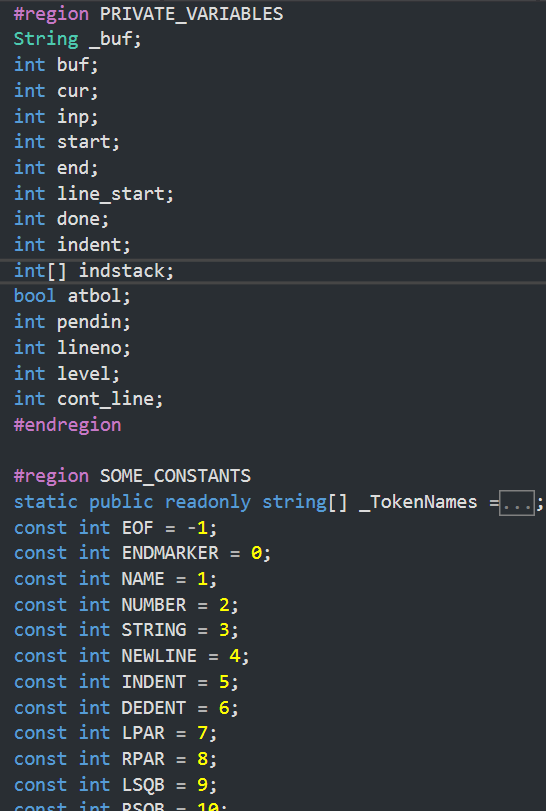 #region PRIVATE_VARIABLES
String _buf;
int buf;
int cur;
int inp;
int start;
int end;
int line_start;
int done;
int indent;
int[] indstack;
bool atbol;
int pendin;
int lineno;
int level;
int cont_line;
#endregion
#region SOME_CONSTANTS
static public readonly string[] _TokenNames =...;
const int EOF = -1;
const int ENDMARKER = 0;
const int NAME = 1;
const int NUMBER = 2;
const int STRING = 3;
const int NEWLINE = 4;
const int INDENT = 5;
const int DEDENT = 6;
const int LPAR = 7;
const int RPAR = 8;
const int LSQB = 9;
const int RSQB = 10;